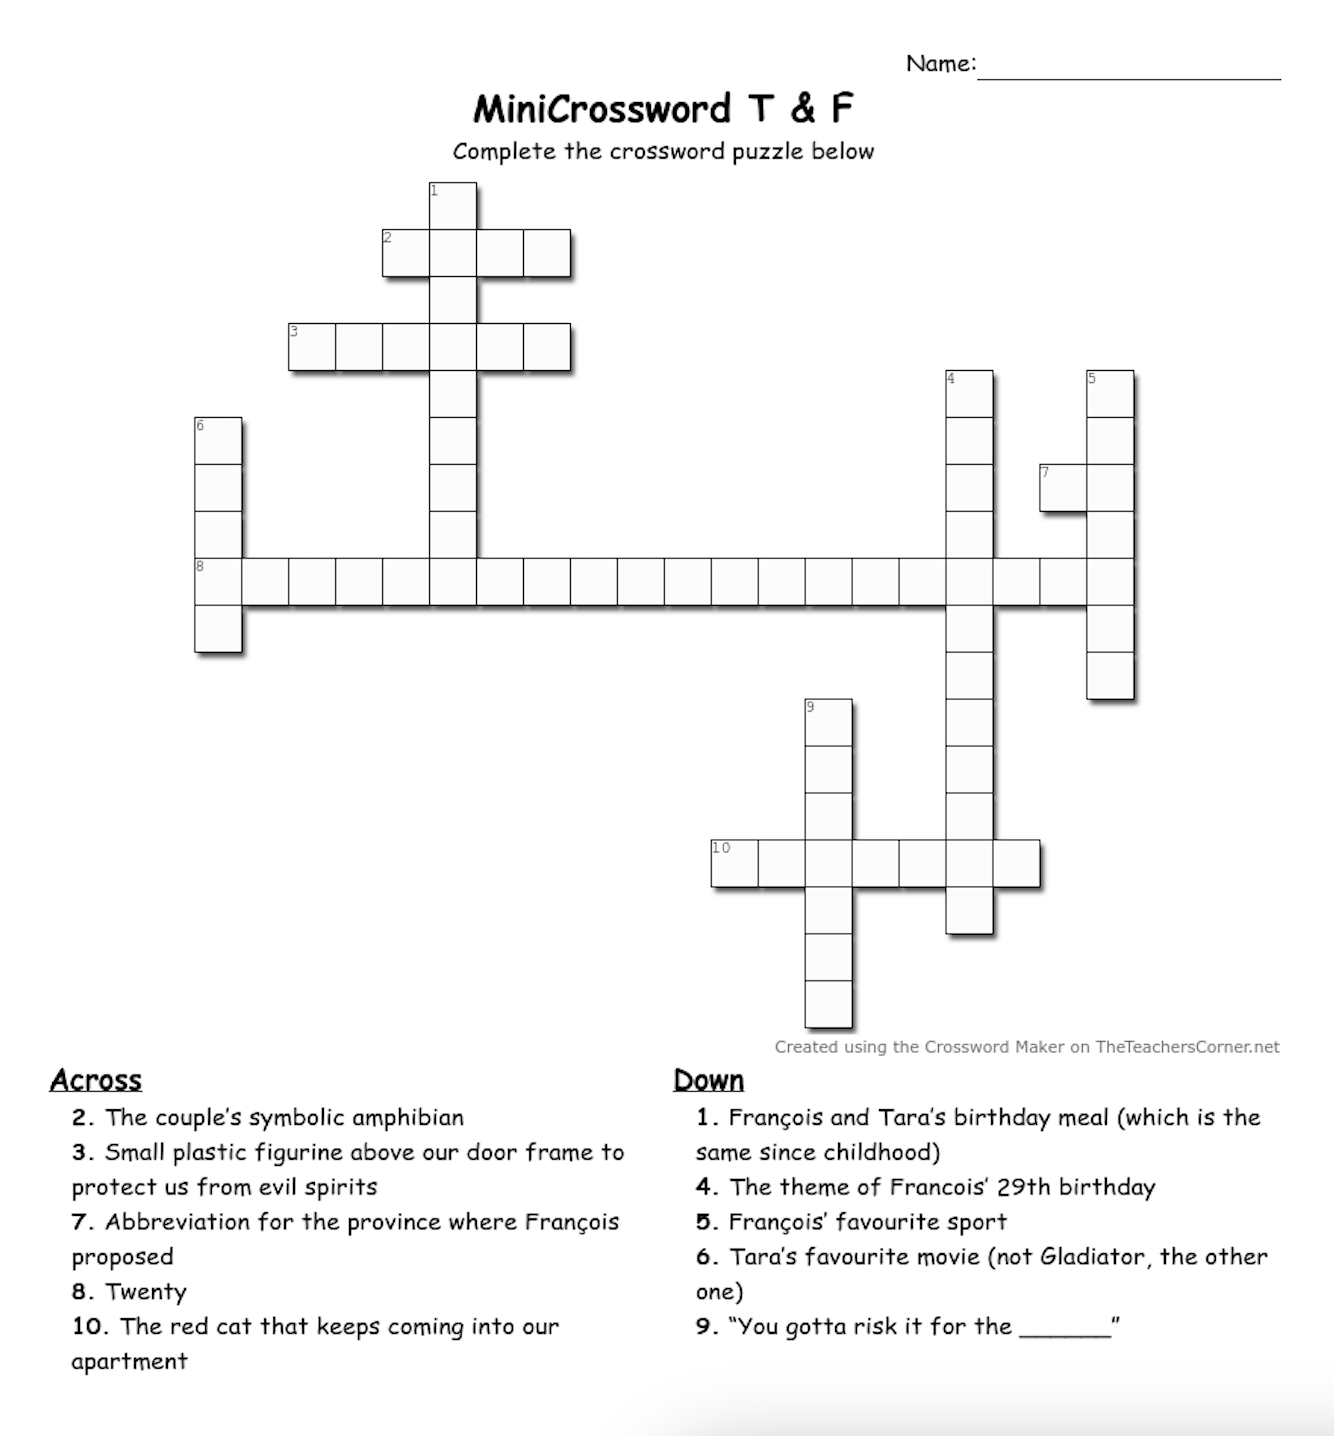 Name:
MiniCrossword T & F
Complete the crossword puzzle below
1
2
3
4
5
6
7
8
9
10
Created using the Crossword Maker on TheTeachersCorner.net
Across
2. The couple's symbolic amphibian
3. Small plastic figurine above our door frame to
protect us from evil spirits
7. Abbreviation for the province where François
proposed
8. Twenty
10. The red cat that keeps coming into our
apartment
Down
1. François and Tara's birthday meal (which is the
same since childhood)
4. The theme of Francois' 29th birthday
5. François' favourite sport
6. Tara's favourite movie (not Gladiator, the other
one)
9. “You gotta risk it for the ______”